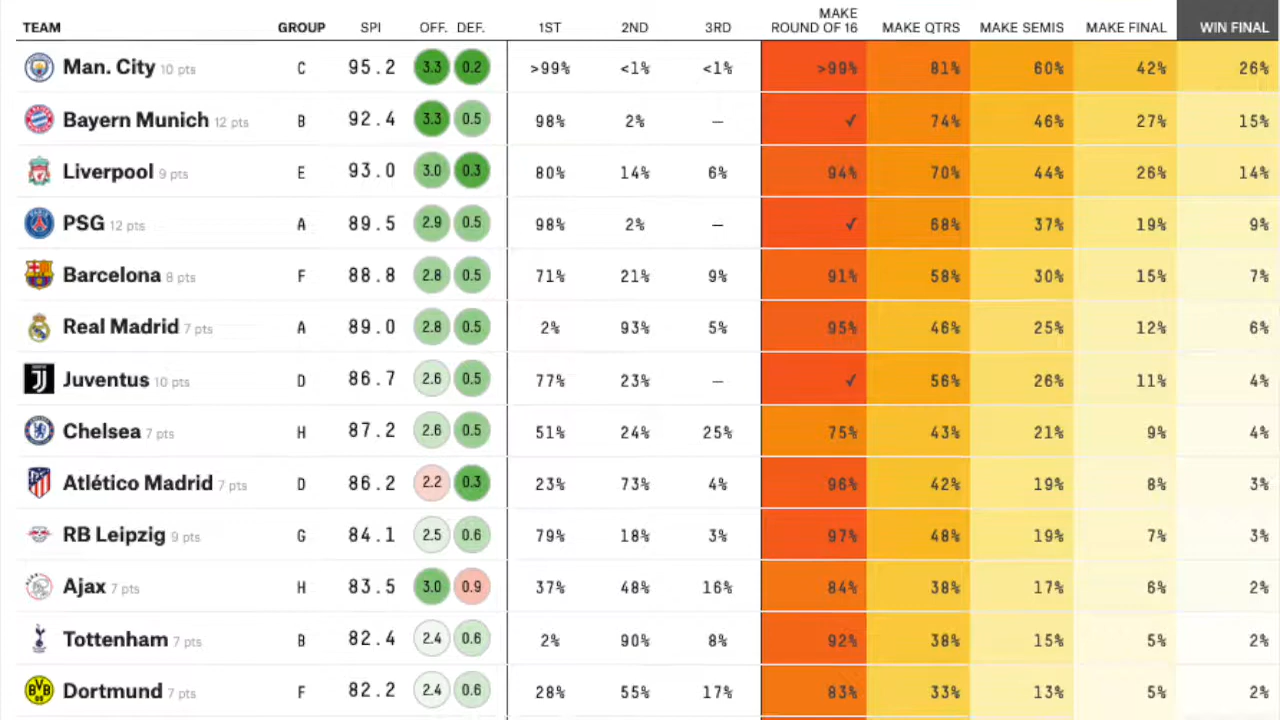 TEAM GROUP SPI OFF. DEF. 1ST 2ND 3RD MAKE ROUND OF 16 MAKE QTRS MAKE SEMIS MAKE FINAL WIN FINAL
Man. City 10 pts C 95.2 3.3 0.2 >99% <1% <1% >99% 81% 60% 42% 26%
Bayern Munich 12 pts B 92.4 3.3 0.5 98% 2% — ✓ 74% 46% 27% 15%
Liverpool 9 pts E 93.0 3.0 0.3 80% 14% 6% 94% 70% 44% 26% 14%
PSG 12 pts A 89.5 2.9 0.5 98% 2% — ✓ 68% 37% 19% 9%
Barcelona 8 pts F 88.8 2.8 0.5 71% 21% 9% 91% 58% 30% 15% 7%
Real Madrid 7 pts A 89.0 2.8 0.5 2% 93% 5% 95% 46% 25% 12% 6%
Juventus 10 pts D 86.7 2.6 0.5 77% 23% — ✓ 56% 26% 11% 4%
Chelsea 7 pts H 87.2 2.6 0.5 51% 24% 25% 75% 43% 21% 9% 4%
Atlético Madrid 7 pts D 86.2 2.2 0.3 23% 73% 4% 96% 42% 19% 8% 3%
RB Leipzig 9 pts G 84.1 2.5 0.6 79% 18% 3% 97% 48% 19% 7% 3%
Ajax 7 pts H 83.5 3.0 0.9 37% 48% 16% 84% 38% 17% 6% 2%
Tottenham 7 pts B 82.4 2.4 0.6 2% 90% 8% 92% 38% 15% 5% 2%
Dortmund 7 pts F 82.2 2.4 0.6 28% 55% 17% 83% 33% 13% 5% 2%